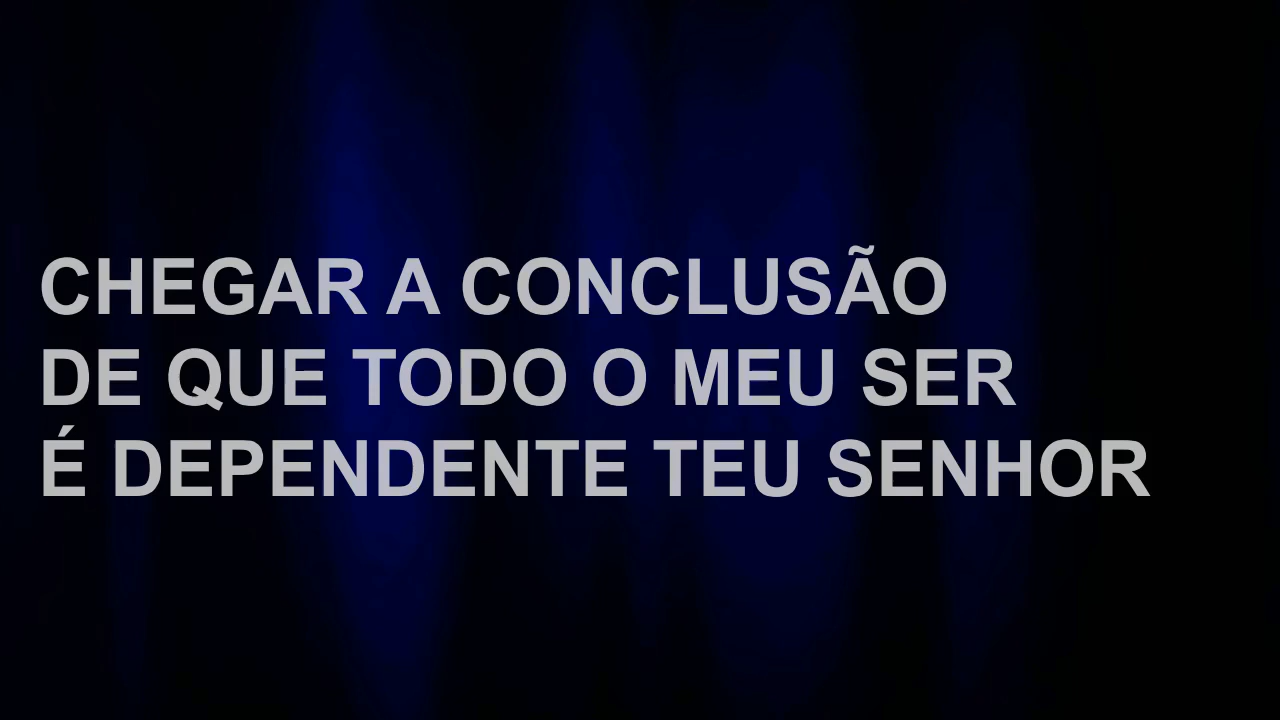 CHEGAR A CONCLUSÃO
DE QUE TODO O MEU SER
É DEPENDENTE TEU SENHOR